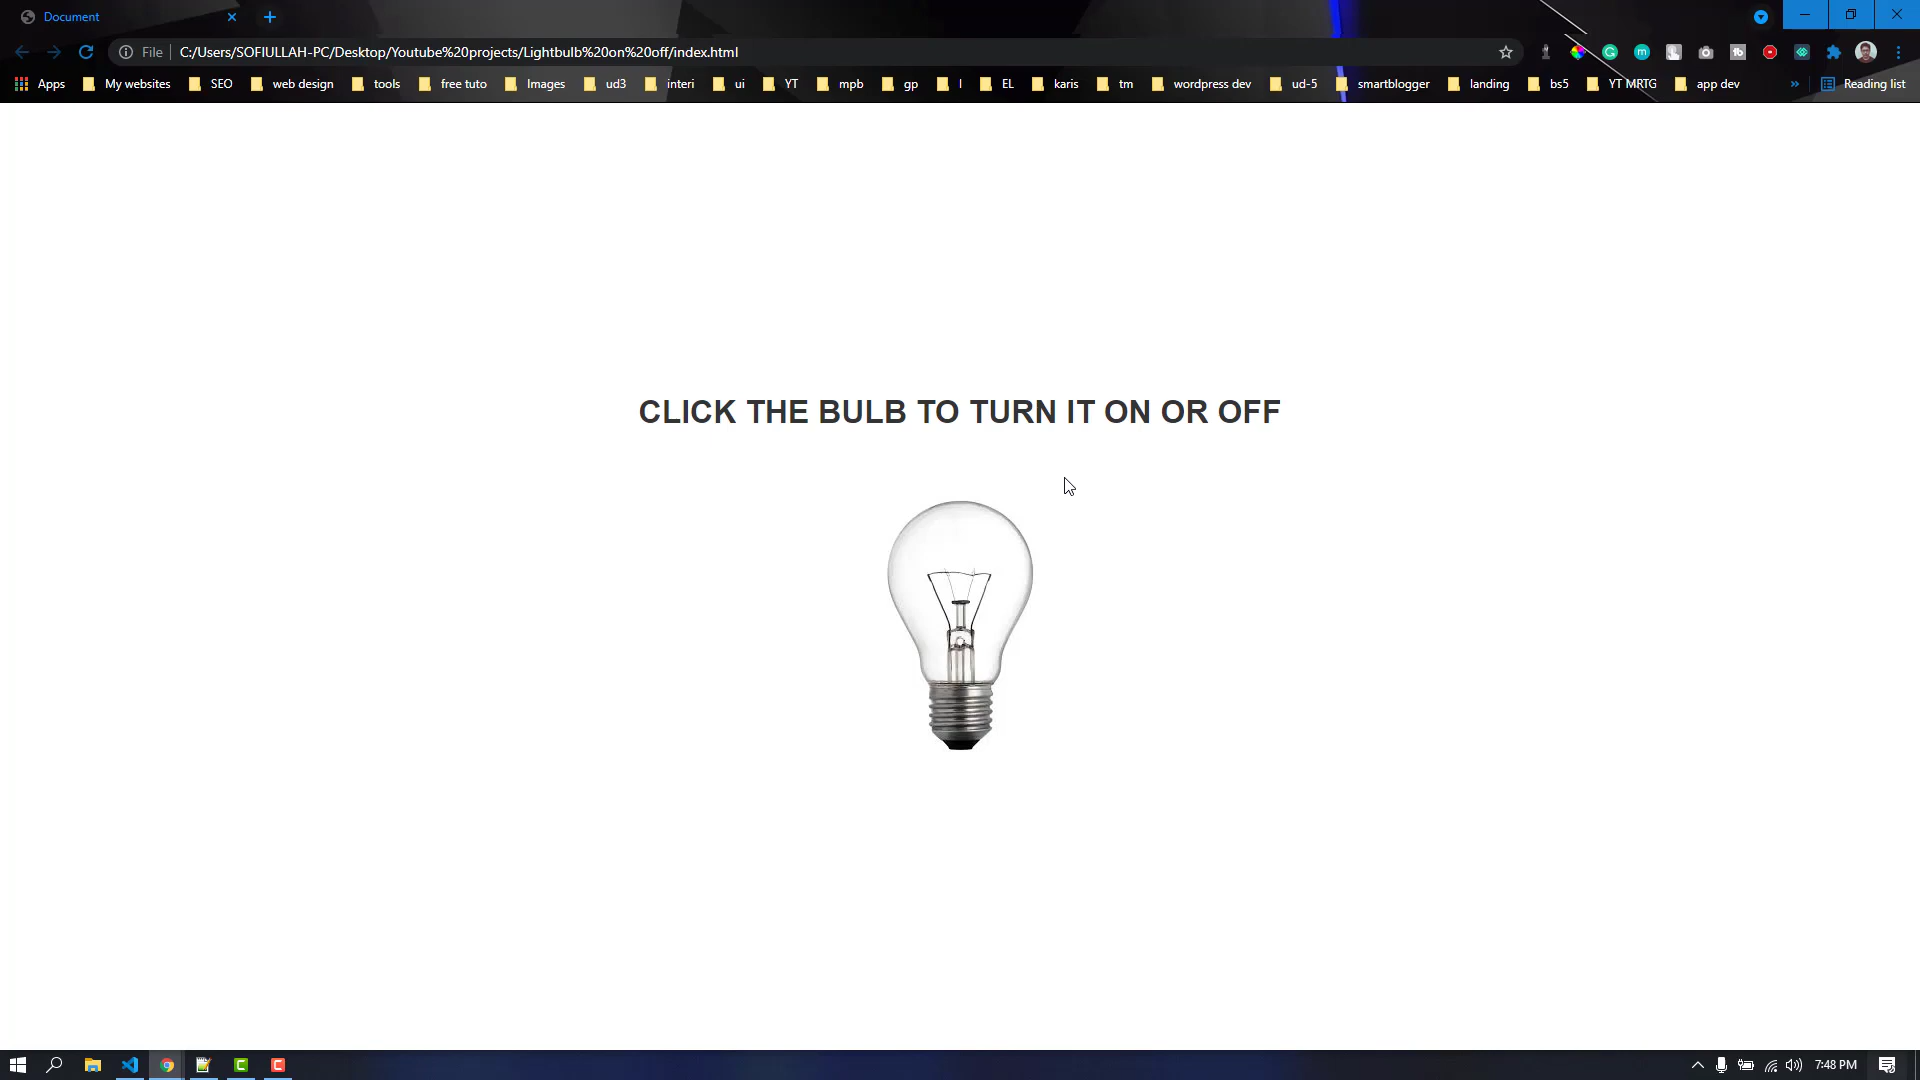 Document
File C:/Users/SOFIULLAH-PC/Desktop/Youtube%20projects/Lightbulb%20on%20off/index.html
Apps My websites SEO web design tools free tuto Images ud3 interi ui YT mpb gp l EL karis tm wordpress dev ud-5 smartblogger landing bs5 YT MRTG app dev » Reading list
CLICK THE BULB TO TURN IT ON OR OFF
7:48 PM